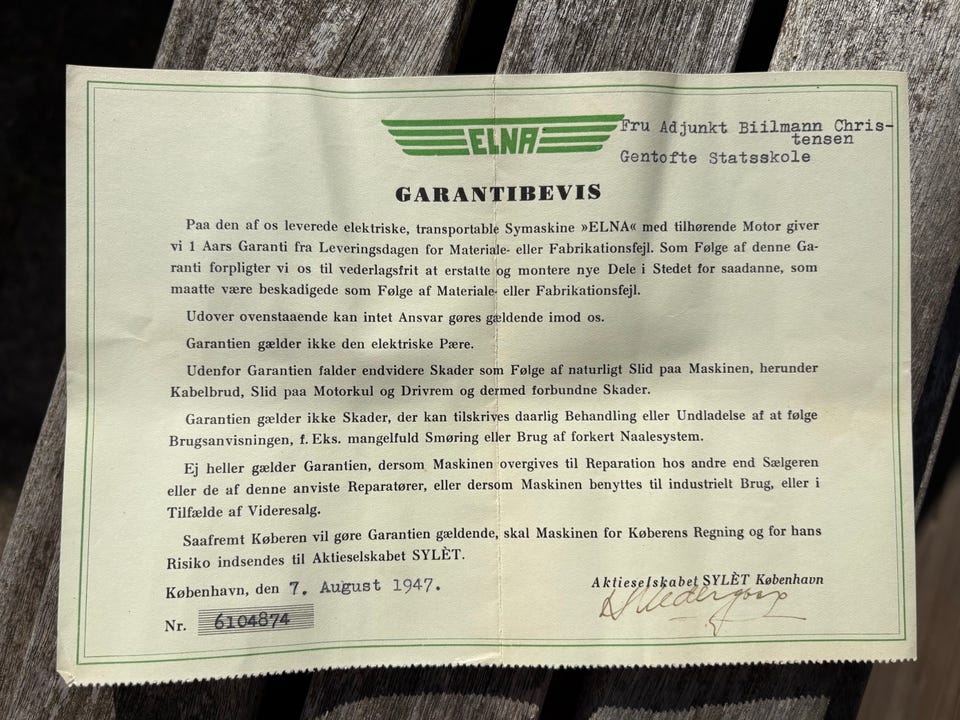 ELNA
Fru Adjunkt Biilmann Chris-
tensen
Gentofte Statsskole
GARANTIBEVIS
Paa den af os leverede elektriske, transportable Symaskine »ELNA« med tilhørende Motor giver
vi 1 Aars Garanti fra Leveringsdagen for Materiale- eller Fabrikationsfejl. Som Følge af denne Ga-
ranti forpligter vi os til vederlagsfrit at erstatte og montere nye Dele i Stedet for saadanne, som
maatte være beskadigede som Følge af Materiale- eller Fabrikationsfejl.
Udover ovenstaaende kan intet Ansvar gøres gældende imod os.
Garantien gælder ikke den elektriske Pære.
Udenfor Garantien falder endvidere Skader som Følge af naturligt Slid paa Maskinen, herunder
Kabelbrud, Slid paa Motorkul og Drivrem og dermed forbundne Skader.
Garantien gælder ikke Skader, der kan tilskrives daarlig Behandling eller Undladelse af at følge
Brugsanvisningen, f. Eks. mangelfuld Smøring eller Brug af forkert Naalesystem.
Ej heller gælder Garantien, dersom Maskinen overgives til Reparation hos andre end Sælgeren
eller de af denne anviste Reparatører, eller dersom Maskinen benyttes til industrielt Brug, eller i
Tilfælde af Videresalg.
Saafremt Køberen vil gøre Garantien gældende, skal Maskinen for Køberens Regning og for hans
Risiko indsendes til Aktieselskabet SYLÈT.
København, den 7. August 1947.
Aktieselskabet SYLÈT København
Nr. 6104874